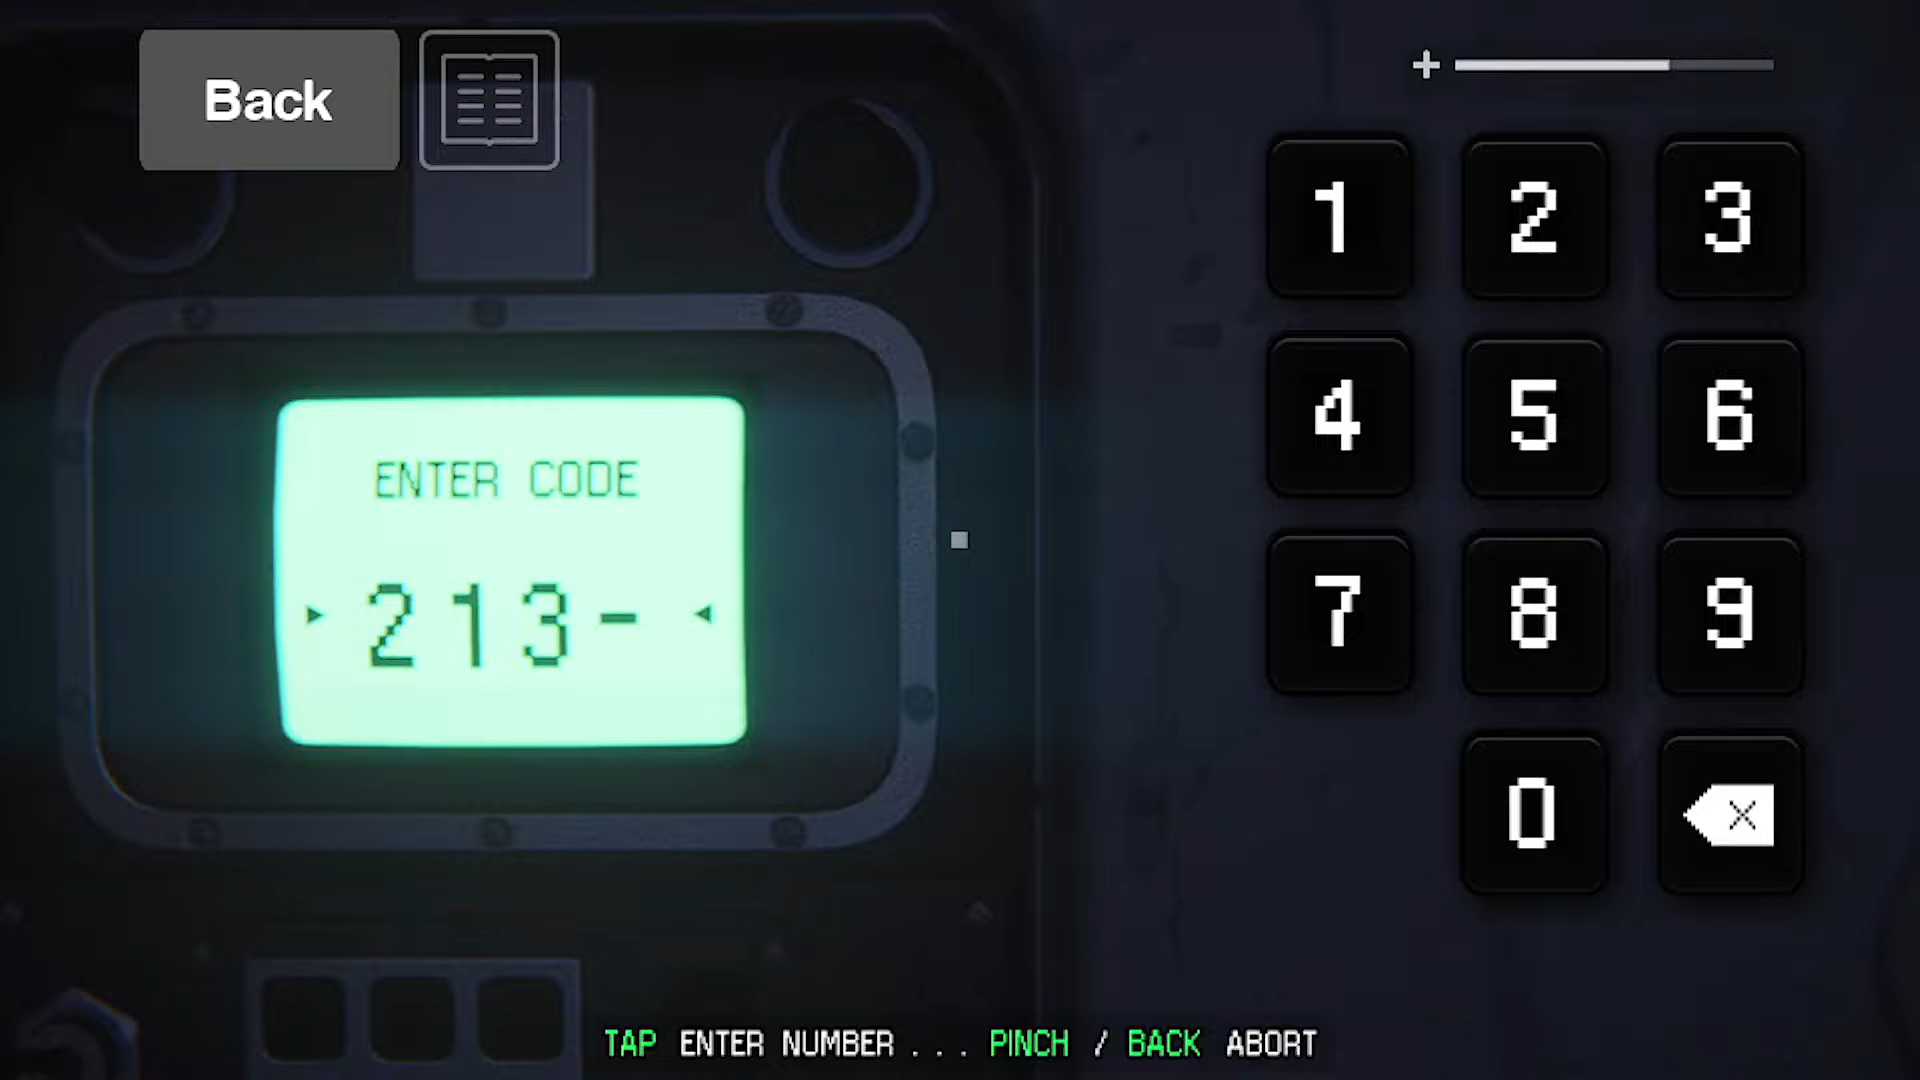 Back
1 2 3
4 5 6
7 8 9
0
ENTER CODE
213-
TAP ENTER NUMBER ... PINCH / BACK ABORT